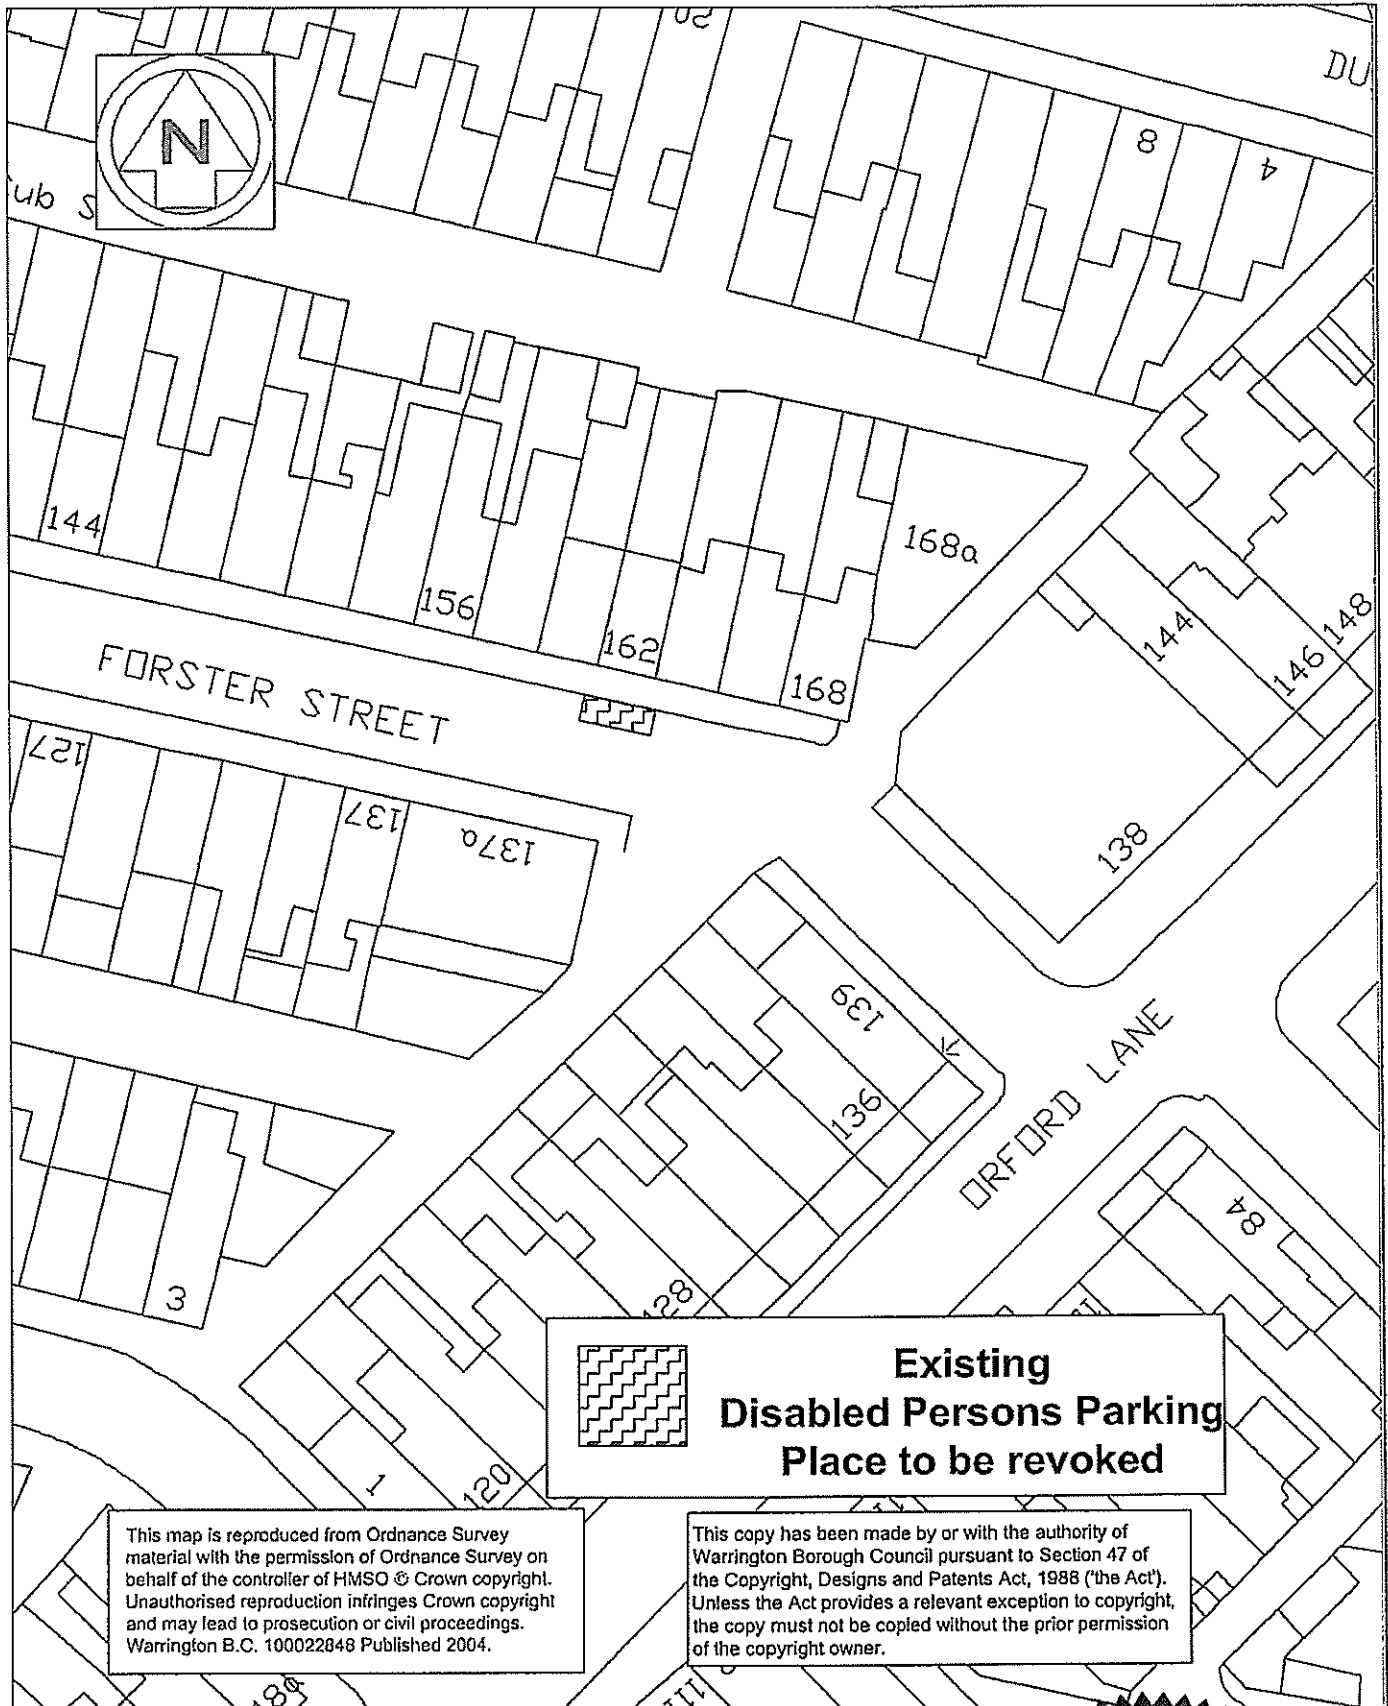 50
DU
N
8
4
ub S
144
156
162
168
168a
144
146
148
FORSTER STREET
127
137
137a
138
139
136
ORFORD LANE
84
3
128
Existing
Disabled Persons Parking
Place to be revoked
1
120
This map is reproduced from Ordnance Survey
material with the permission of Ordnance Survey on
behalf of the controller of HMSO © Crown copyright.
Unauthorised reproduction infringes Crown copyright
and may lead to prosecution or civil proceedings.
Warrington B.C. 100022848 Published 2004.
This copy has been made by or with the authority of
Warrington Borough Council pursuant to Section 47 of
the Copyright, Designs and Patents Act, 1988 ('the Act').
Unless the Act provides a relevant exception to copyright,
the copy must not be copied without the prior permission
of the copyright owner.